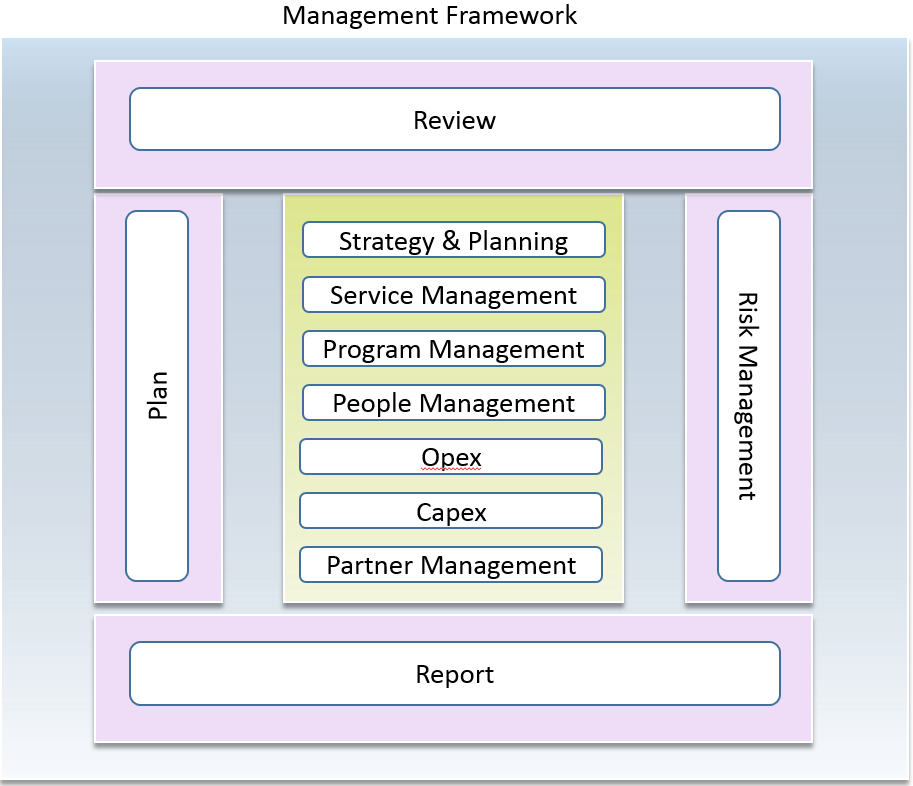 Management Framework
Review
Plan
Strategy & Planning
Service Management
Program Management
People Management
Opex
Capex
Partner Management
Risk Management
Report